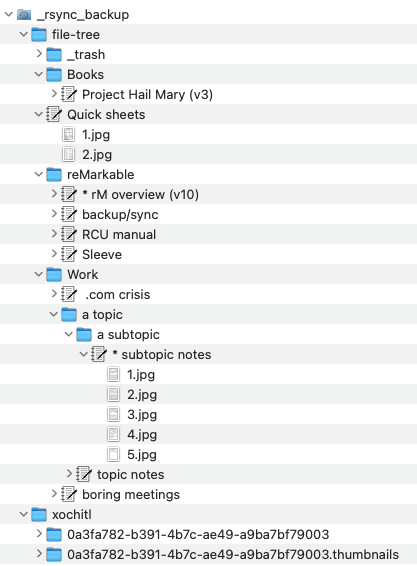 _rsync_backup
file-tree
_trash
Books
Project Hail Mary (v3)
Quick sheets
1.jpg
2.jpg
reMarkable
* rM overview (v10)
backup/sync
RCU manual
Sleeve
Work
.com crisis
a topic
a subtopic
* subtopic notes
1.jpg
2.jpg
3.jpg
4.jpg
5.jpg
topic notes
boring meetings
xochitl
0a3fa782-b391-4b7c-ae49-a9ba7bf79003
0a3fa782-b391-4b7c-ae49-a9ba7bf79003.thumbnails